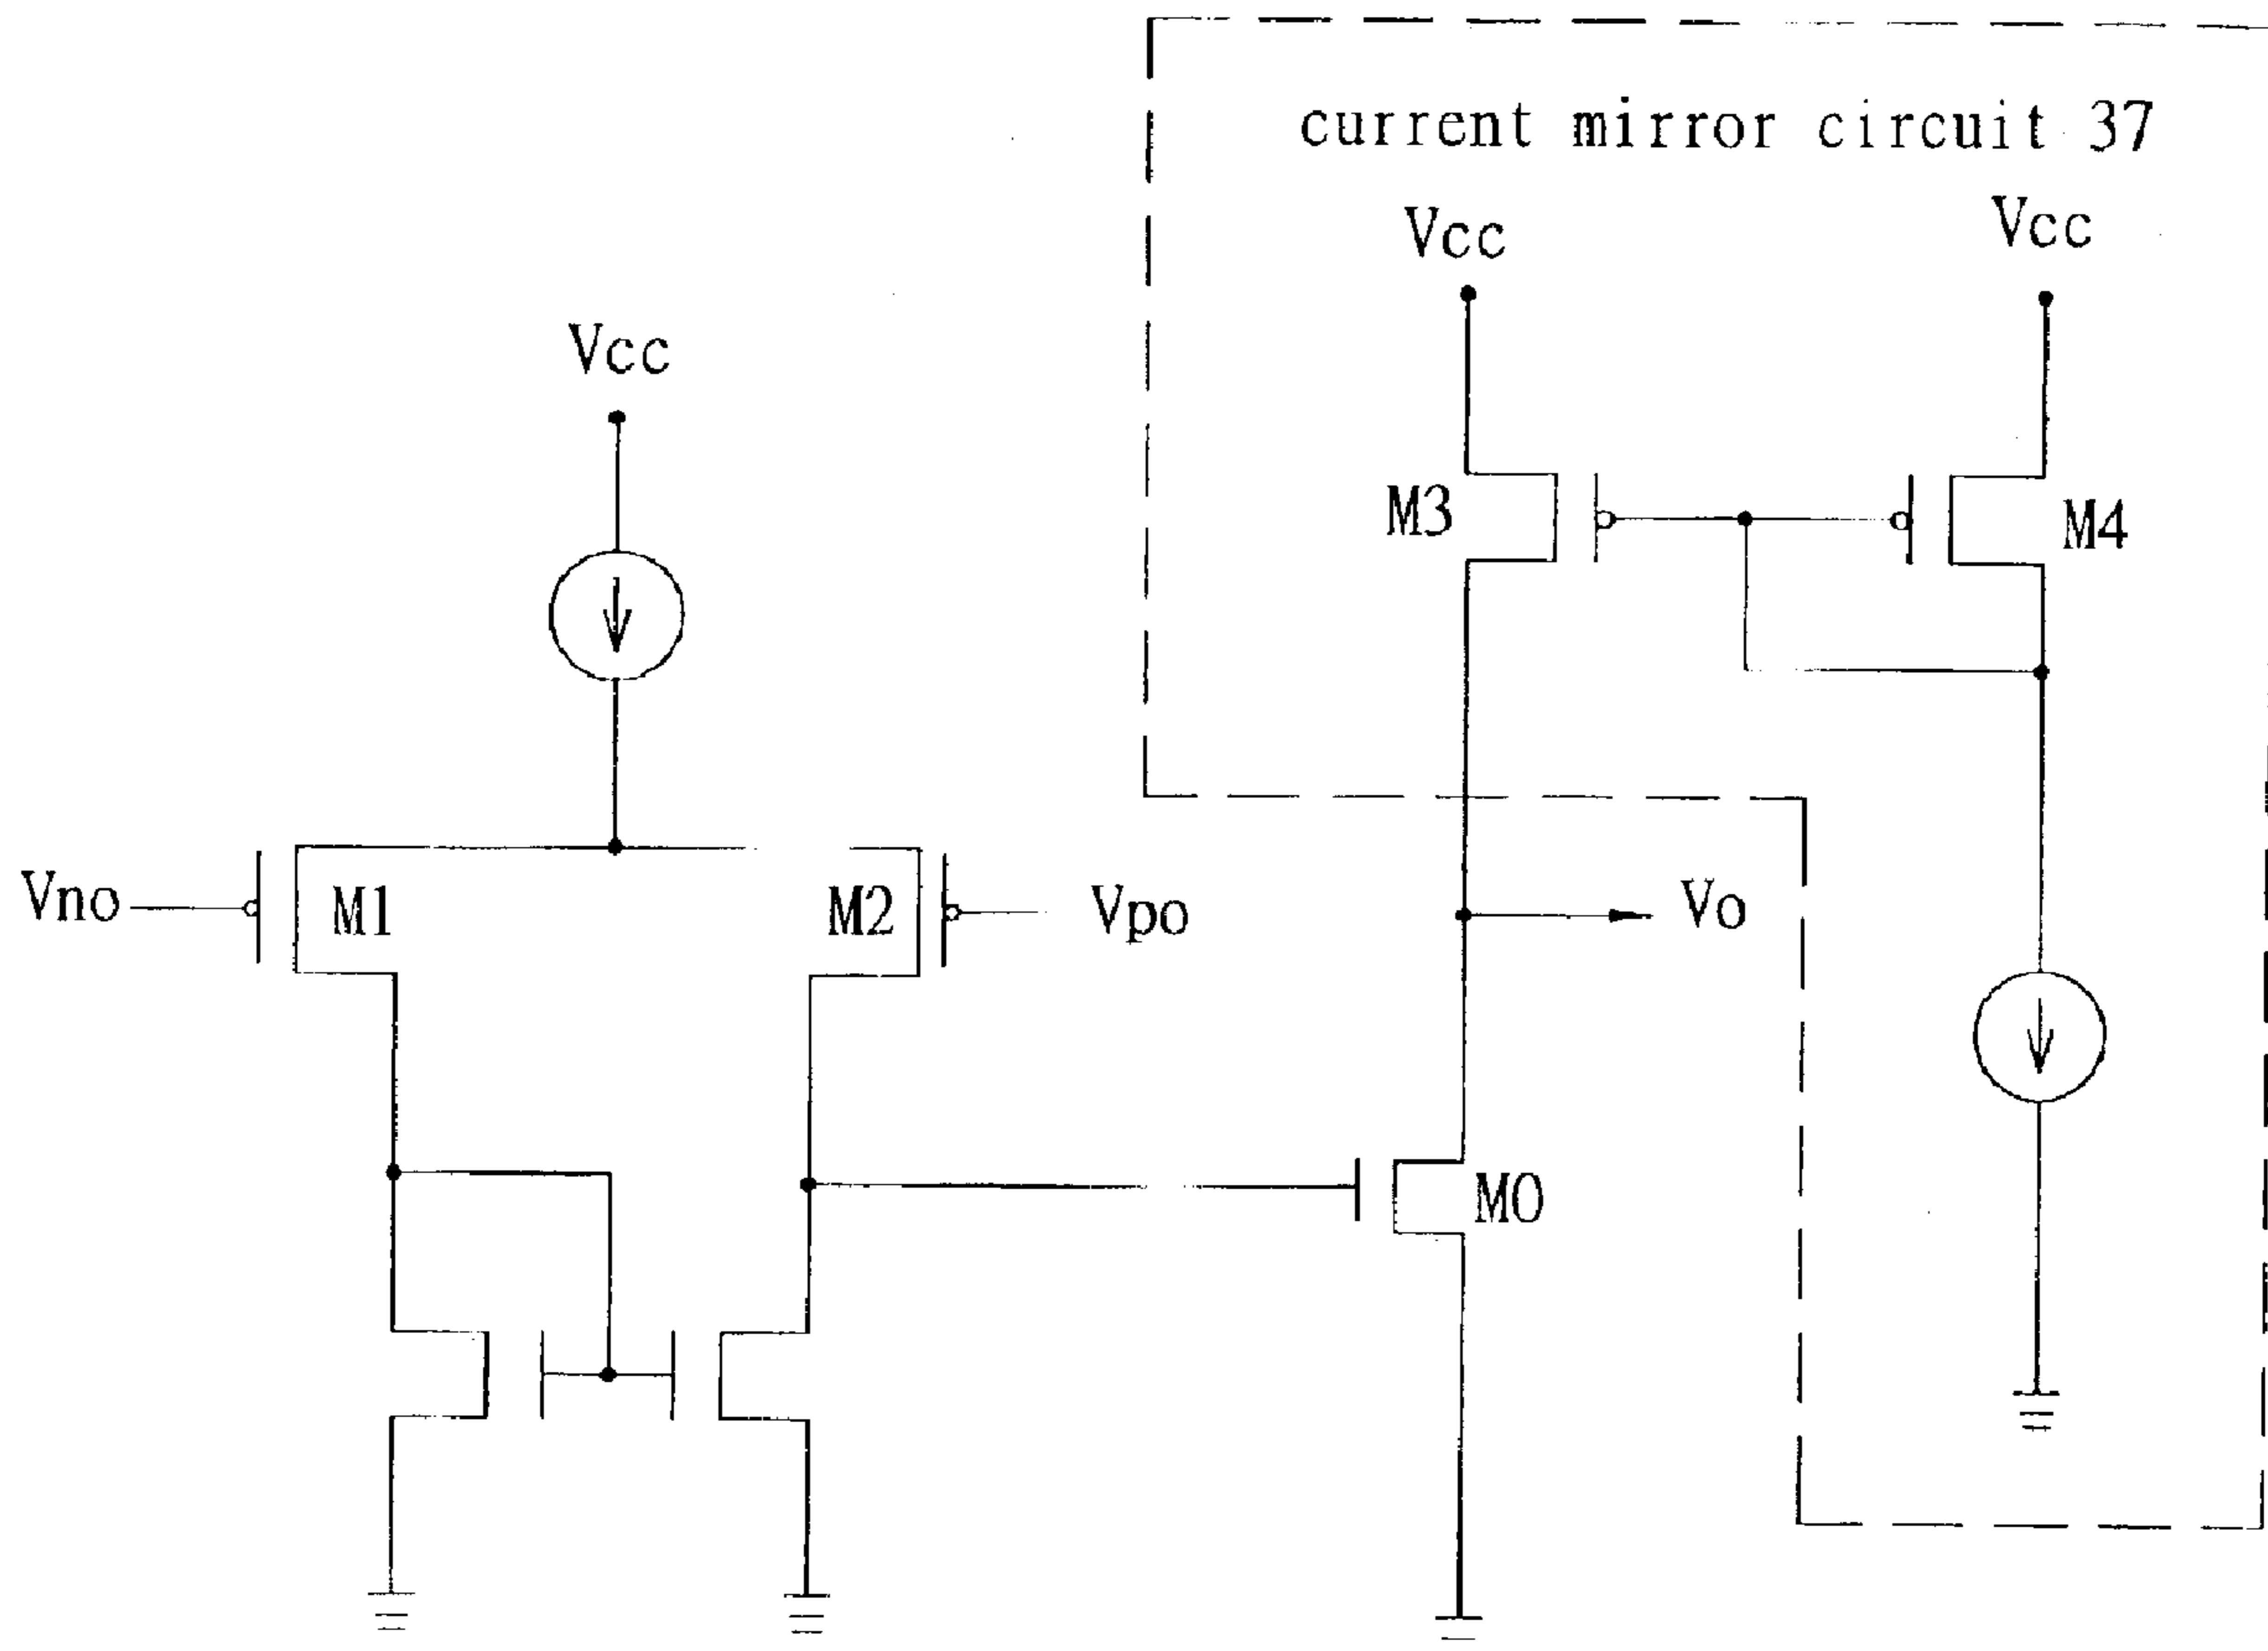 current mirror circuit 37
Vcc
Vcc
Vcc
M3
M4
Vno
M1
M2
Vpo
Vo
M0